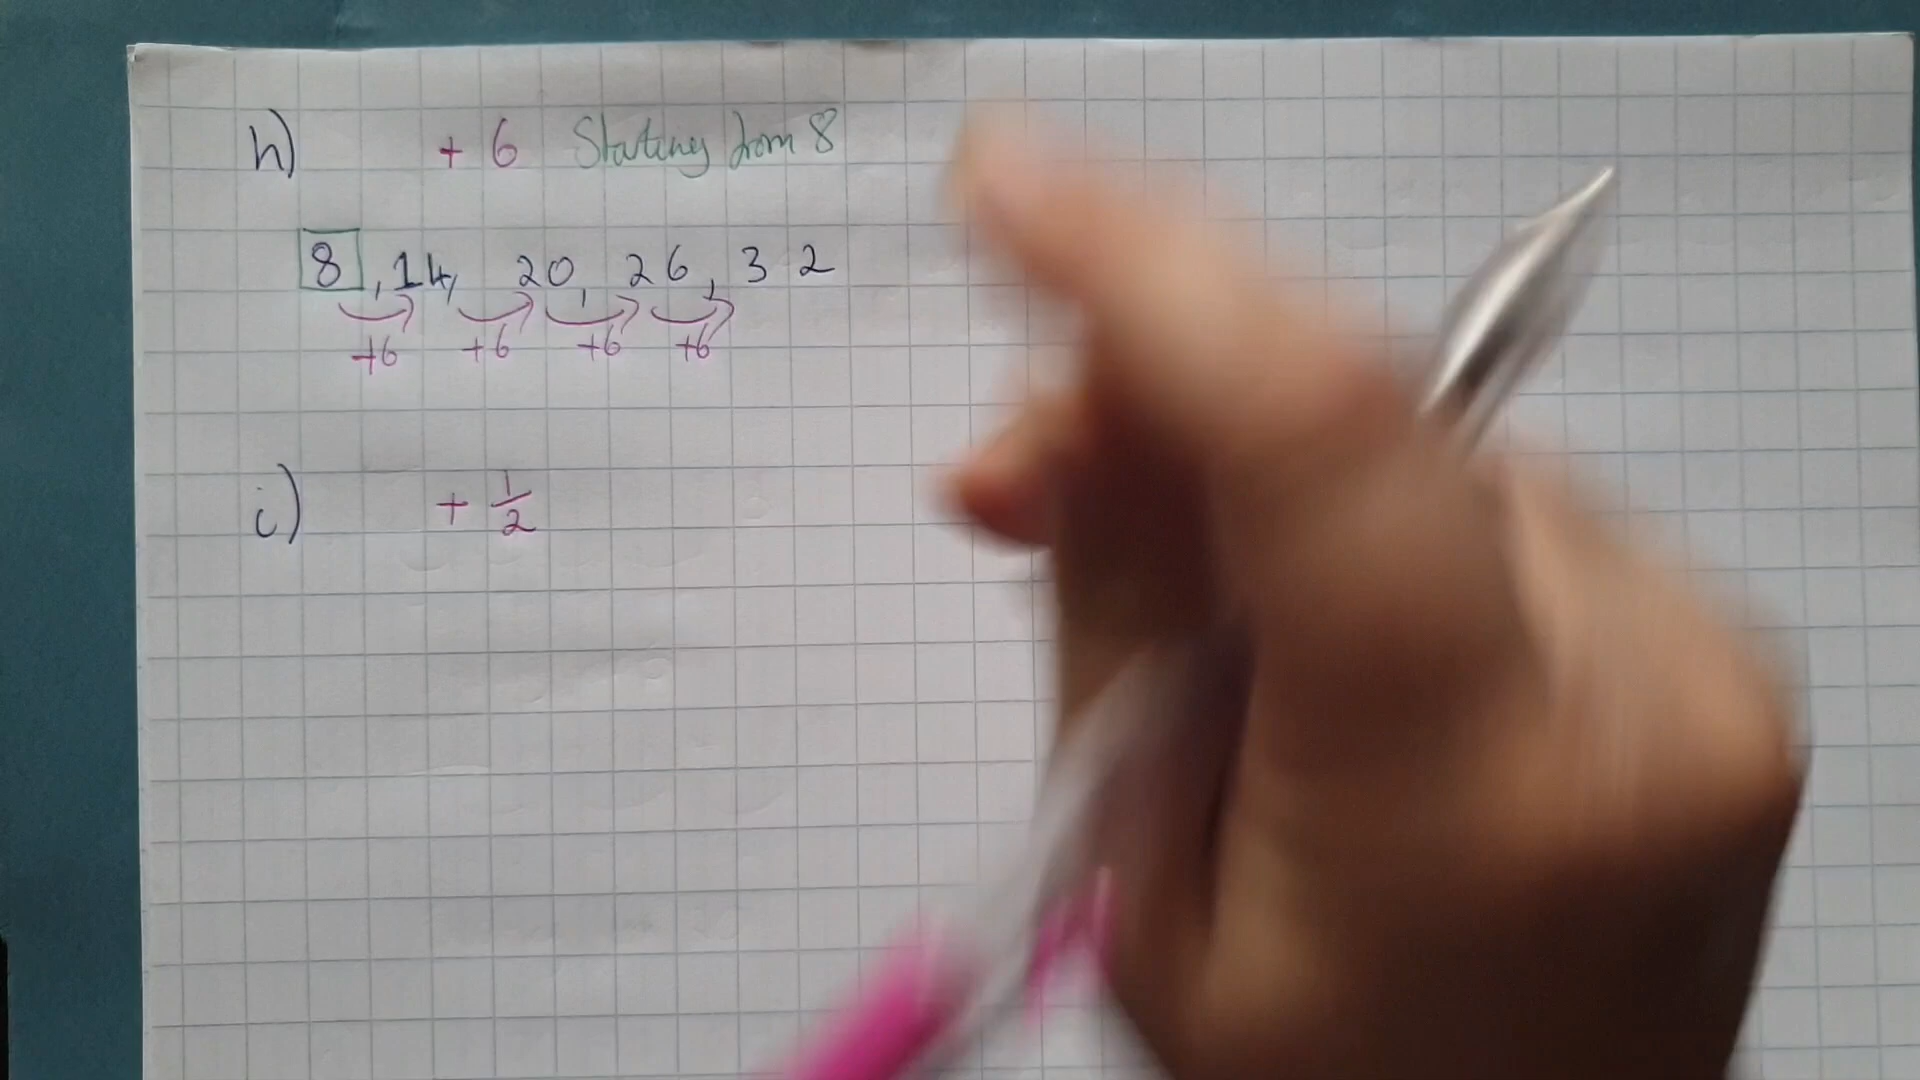 h) + 6 Starting from 8
8, 14, 20, 26, 32
+6 +6 +6 +6
i) + 1/2